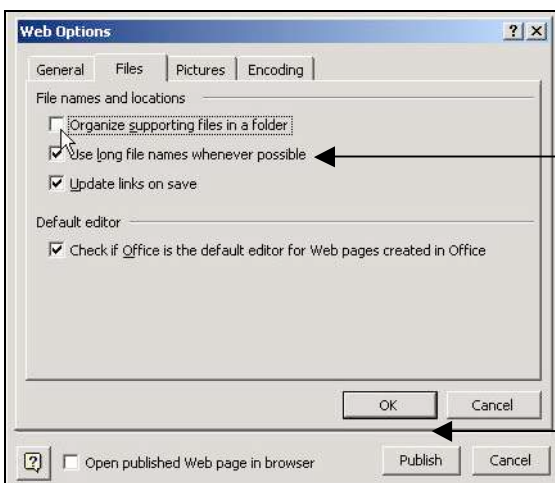 Web Options
General Files Pictures Encoding
File names and locations
Organize supporting files in a folder
Use long file names whenever possible
Update links on save
Default editor
Check if Office is the default editor for Web pages created in Office
OK Cancel
Open published Web page in browser Publish Cancel